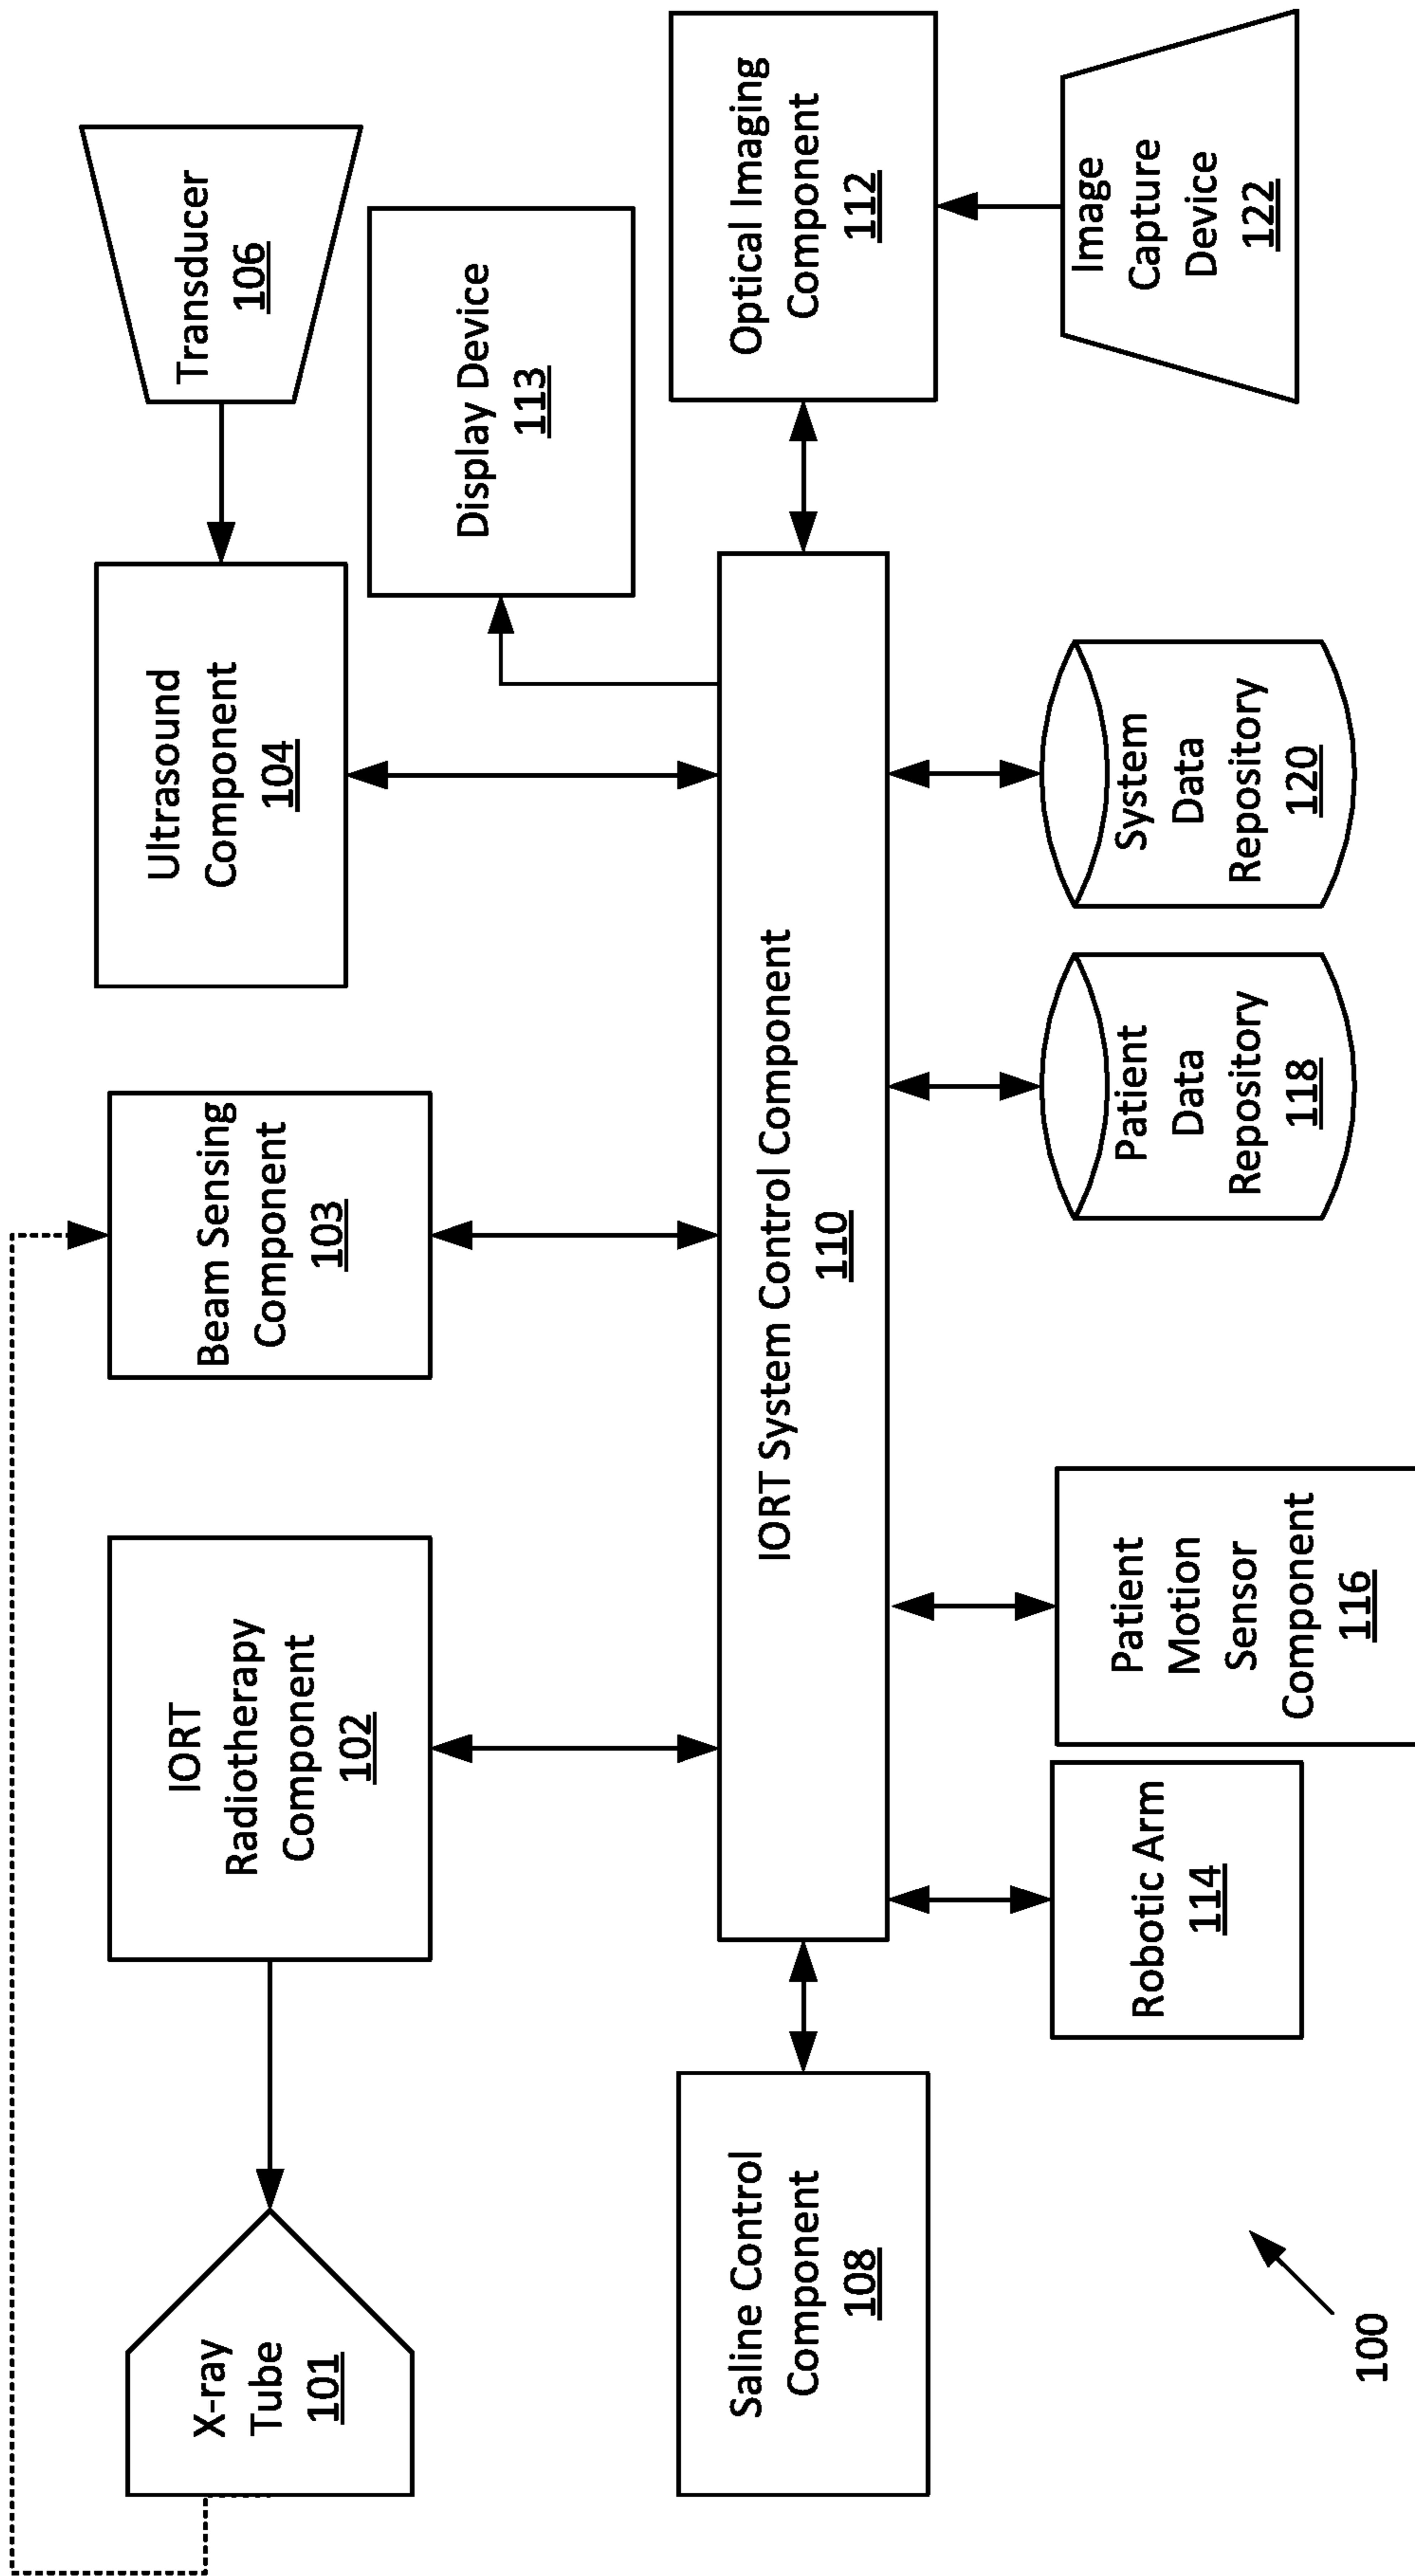 X-ray
Tube
101
IORT
Radiotherapy
Component
102
Beam Sensing
Component
103
Ultrasound
Component
104
Transducer
106
Display Device
113
Saline Control
Component
108
IORT System Control Component
110
Optical Imaging
Component
112
Robotic Arm
114
Patient
Motion
Sensor
Component
116
Patient
Data
Repository
118
System
Data
Repository
120
Image
Capture
Device
122
100